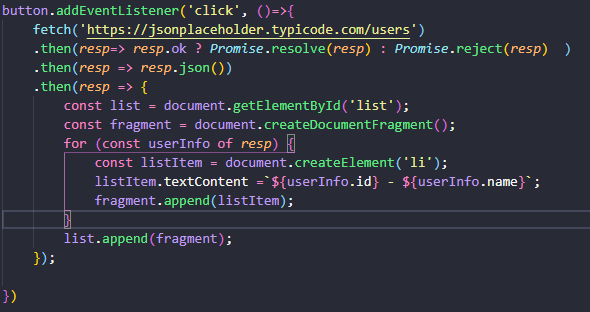 button.addEventListener('click', ()=>{
    fetch('https://jsonplaceholder.typicode.com/users')
    .then(resp=> resp.ok ? Promise.resolve(resp) : Promise.reject(resp)  )
    .then(resp => resp.json())
    .then(resp => {
        const list = document.getElementById('list');
        const fragment = document.createDocumentFragment();
        for (const userInfo of resp) {
            const listItem = document.createElement('li');
            listItem.textContent =`${userInfo.id} - ${userInfo.name}`;
            fragment.append(listItem);
        }
        list.append(fragment);
    });

})